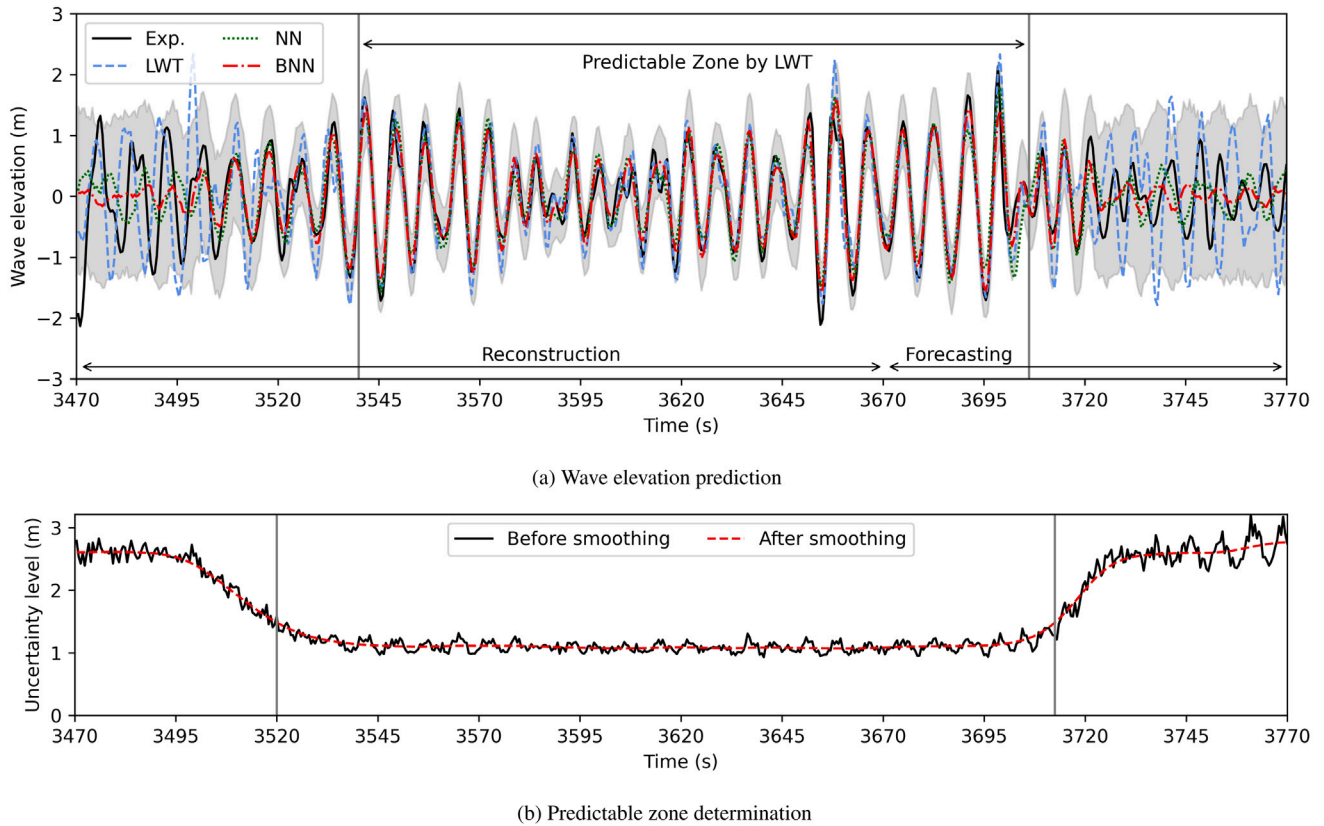 3
2
1
0
−1
−2
−3
Wave elevation (m)
Exp.
LWT
NN
BNN
Predictable Zone by LWT
Reconstruction
Forecasting
3470 3495 3520 3545 3570 3595 3620 3645 3670 3695 3720 3745 3770
Time (s)
(a) Wave elevation prediction
3
2
1
0
Uncertainty level (m)
Before smoothing After smoothing
3470 3495 3520 3545 3570 3595 3620 3645 3670 3695 3720 3745 3770
Time (s)
(b) Predictable zone determination